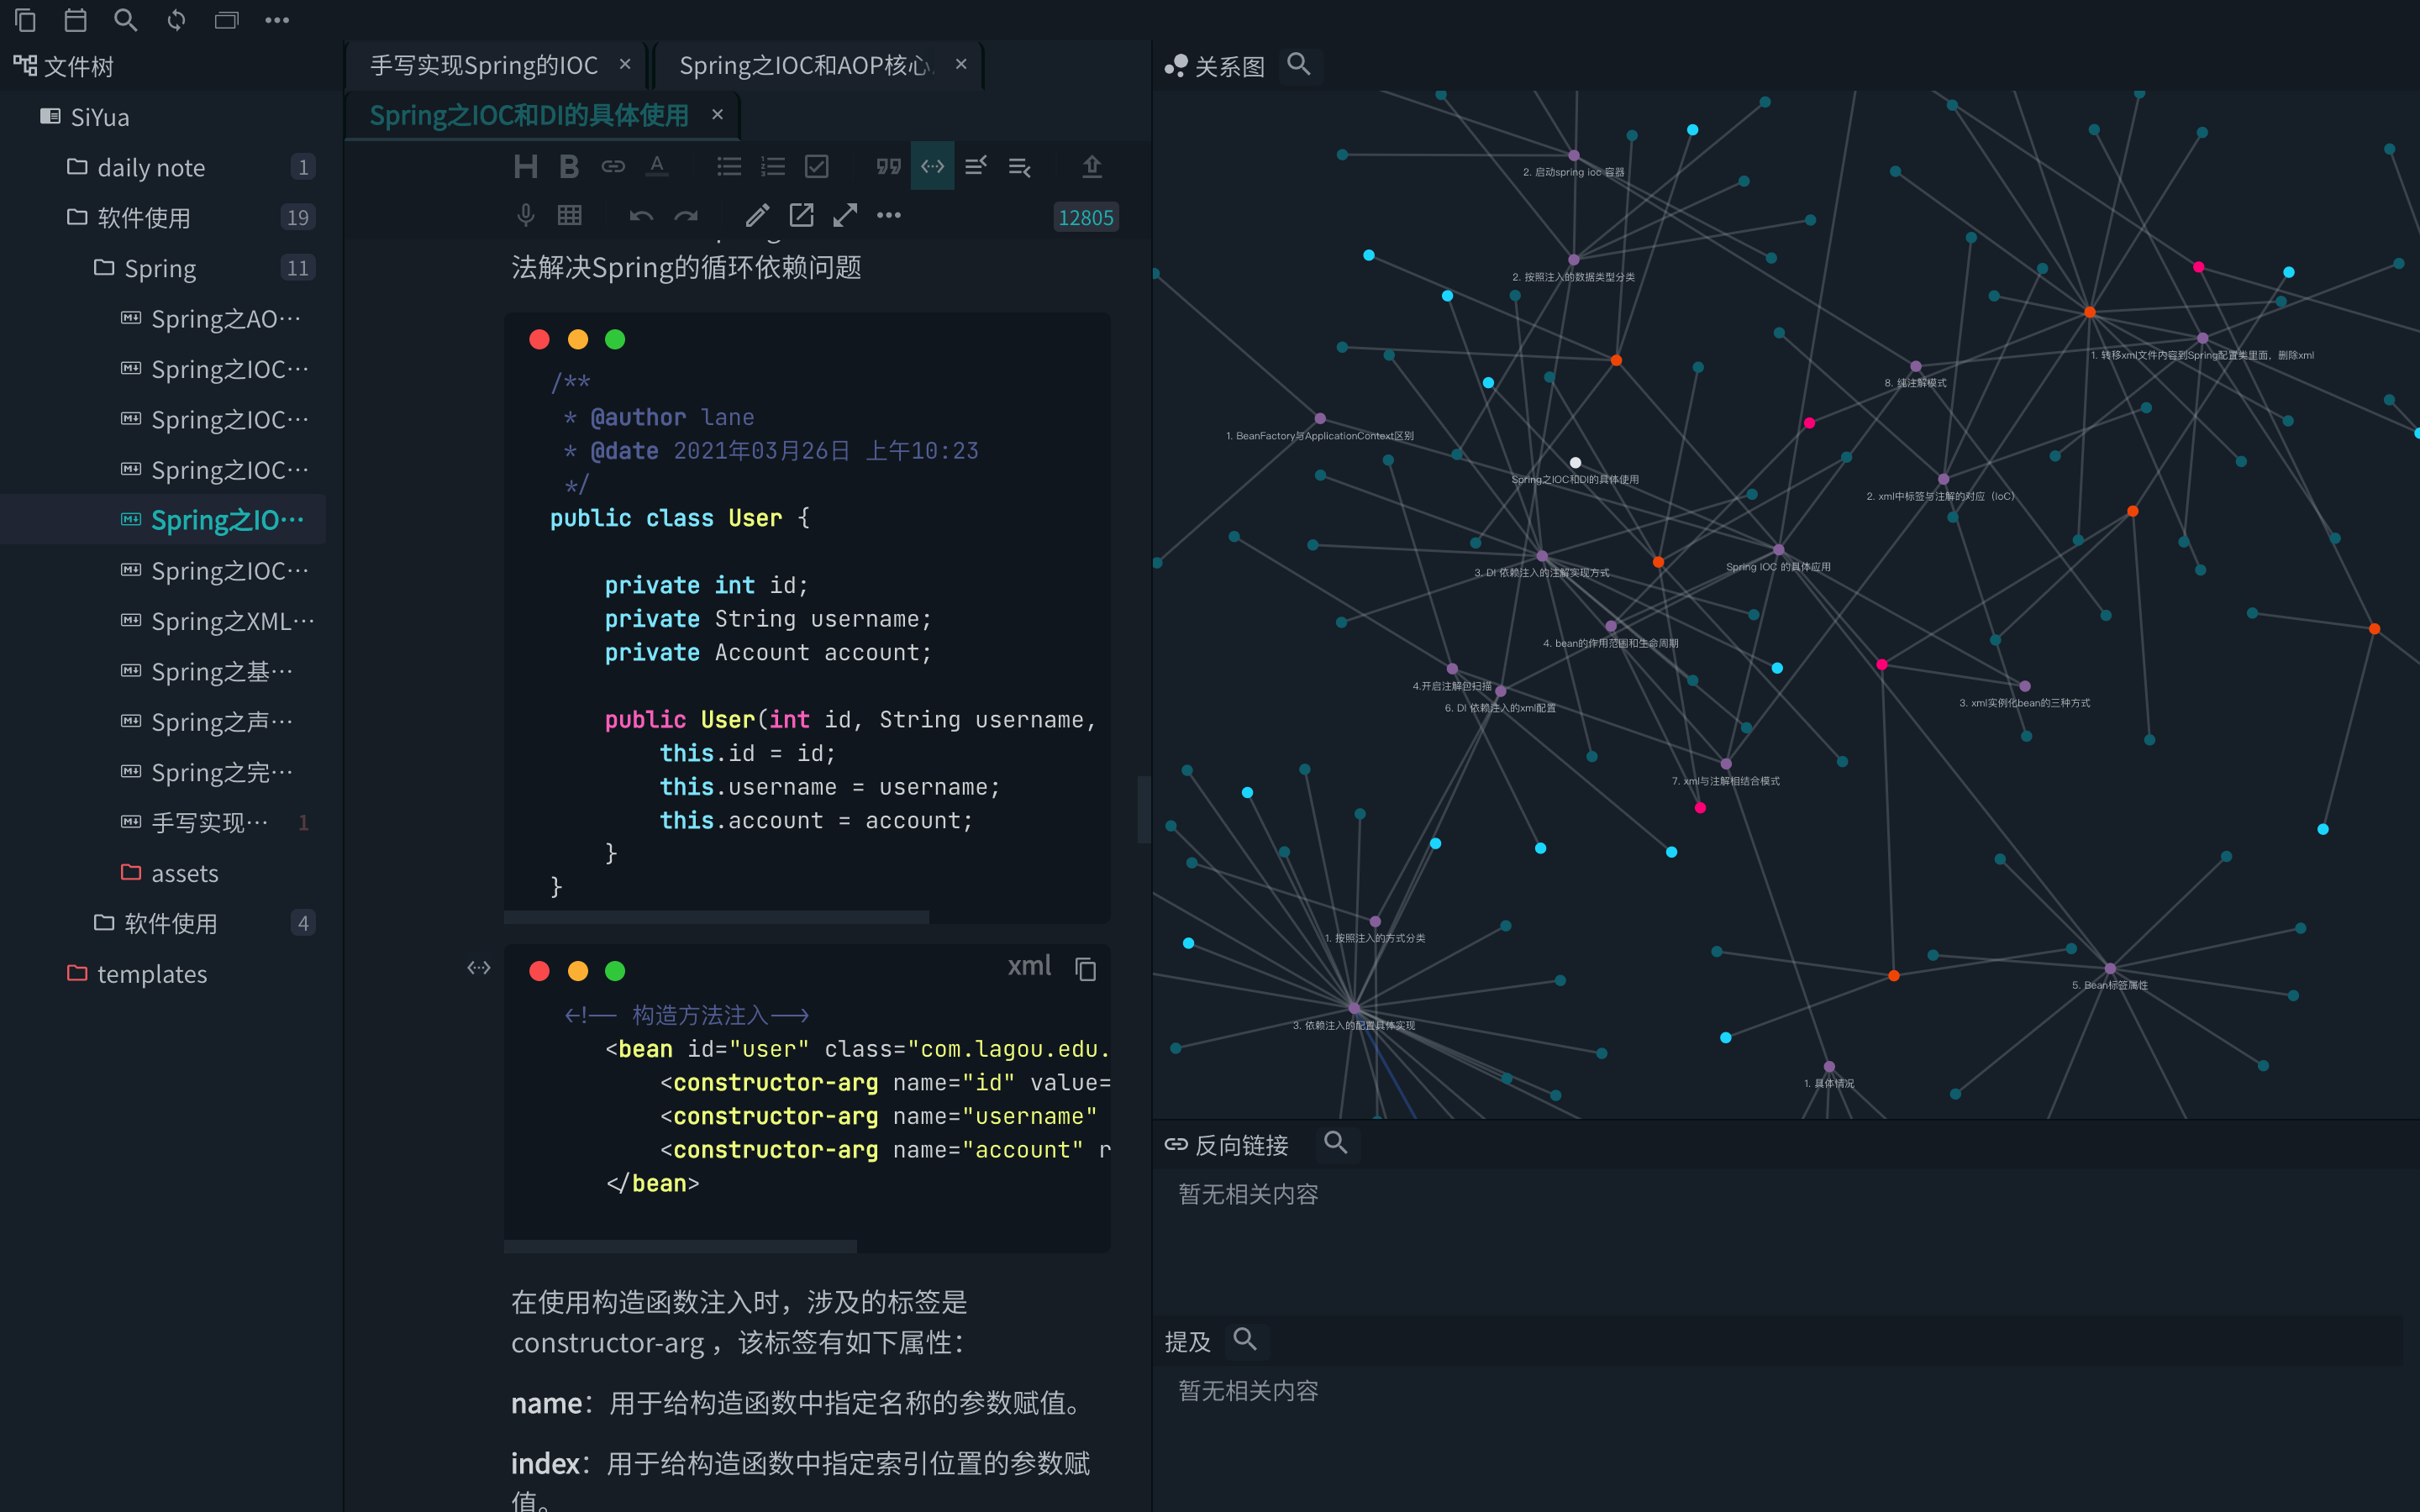 文件树
SiYua
daily note 1
软件使用 19
Spring 11
Spring之AO…
Spring之IOC…
Spring之IOC…
Spring之IOC…
Spring之IO…
Spring之IOC…
Spring之XML…
Spring之基…
Spring之声…
Spring之完…
手写实现… 1
assets
软件使用 4
templates
手写实现Spring的IOC ×
Spring之IOC和AOP核心 ×
Spring之IOC和DI的具体使用 ×
H B A
12805
法解决Spring的循环依赖问题
/**
* @author lane
* @date 2021年03月26日 上午10:23
*/
public class User {
private int id;
private String username;
private Account account;
public User(int id, String username,
this.id = id;
this.username = username;
this.account = account;
}
}
xml
<!-- 构造方法注入-->
<bean id="user" class="com.lagou.edu.
<constructor-arg name="id" value=
<constructor-arg name="username"
<constructor-arg name="account" r
</bean>
在使用构造函数注入时，涉及的标签是
constructor-arg ，该标签有如下属性：
name：用于给构造函数中指定名称的参数赋值。
index：用于给构造函数中指定索引位置的参数赋
值。
关系图
2. 启动spring ioc 容器
2. 按照注入的数据类型分类
1. 转移xml文件内容到Spring配置类里面，删除xml
8. 纯注解模式
1. BeanFactory与ApplicationContext区别
Spring之IOC和DI的具体使用
2. xml中标签与注解的对应（IoC）
3. DI 依赖注入的注解实现方式
Spring IOC 的具体应用
4. bean的作用范围和生命周期
4.开启注解包扫描
6. DI 依赖注入的xml配置
3. xml实例化bean的三种方式
7. xml与注解相结合模式
1. 按照注入的方式分类
5. Bean标签属性
3. 依赖注入的配置具体实现
1. 具体情况
反向链接
暂无相关内容
提及
暂无相关内容